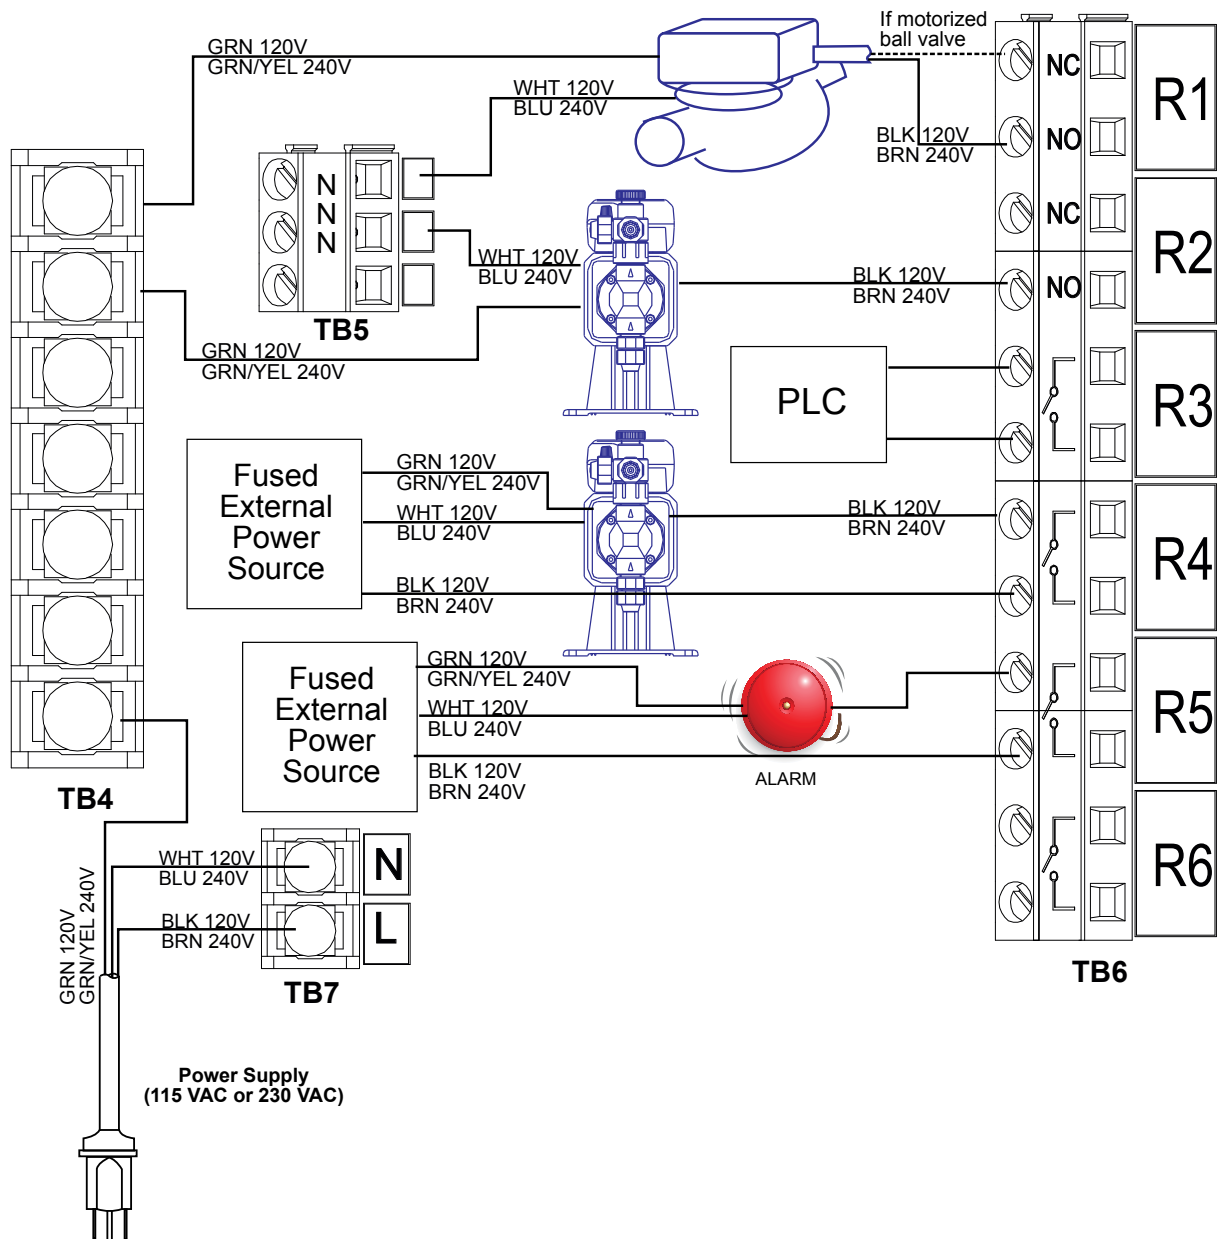 If motorized
ball valve
GRN 120V
GRN/YEL 240V
WHT 120V
BLU 240V
BLK 120V
BRN 240V
NC
NO
R1
N
N
N
TB5
NC
NO
R2
WHT 120V
BLU 240V
BLK 120V
BRN 240V
GRN 120V
GRN/YEL 240V
PLC
R3
Fused
External
Power
Source
GRN 120V
GRN/YEL 240V
WHT 120V
BLU 240V
BLK 120V
BRN 240V
BLK 120V
BRN 240V
R4
Fused
External
Power
Source
GRN 120V
GRN/YEL 240V
WHT 120V
BLU 240V
BLK 120V
BRN 240V
ALARM
R5
TB4
R6
WHT 120V
BLU 240V
N
BLK 120V
BRN 240V
L
GRN 120V
GRN/YEL 240V
TB7
TB6
Power Supply
(115 VAC or 230 VAC)